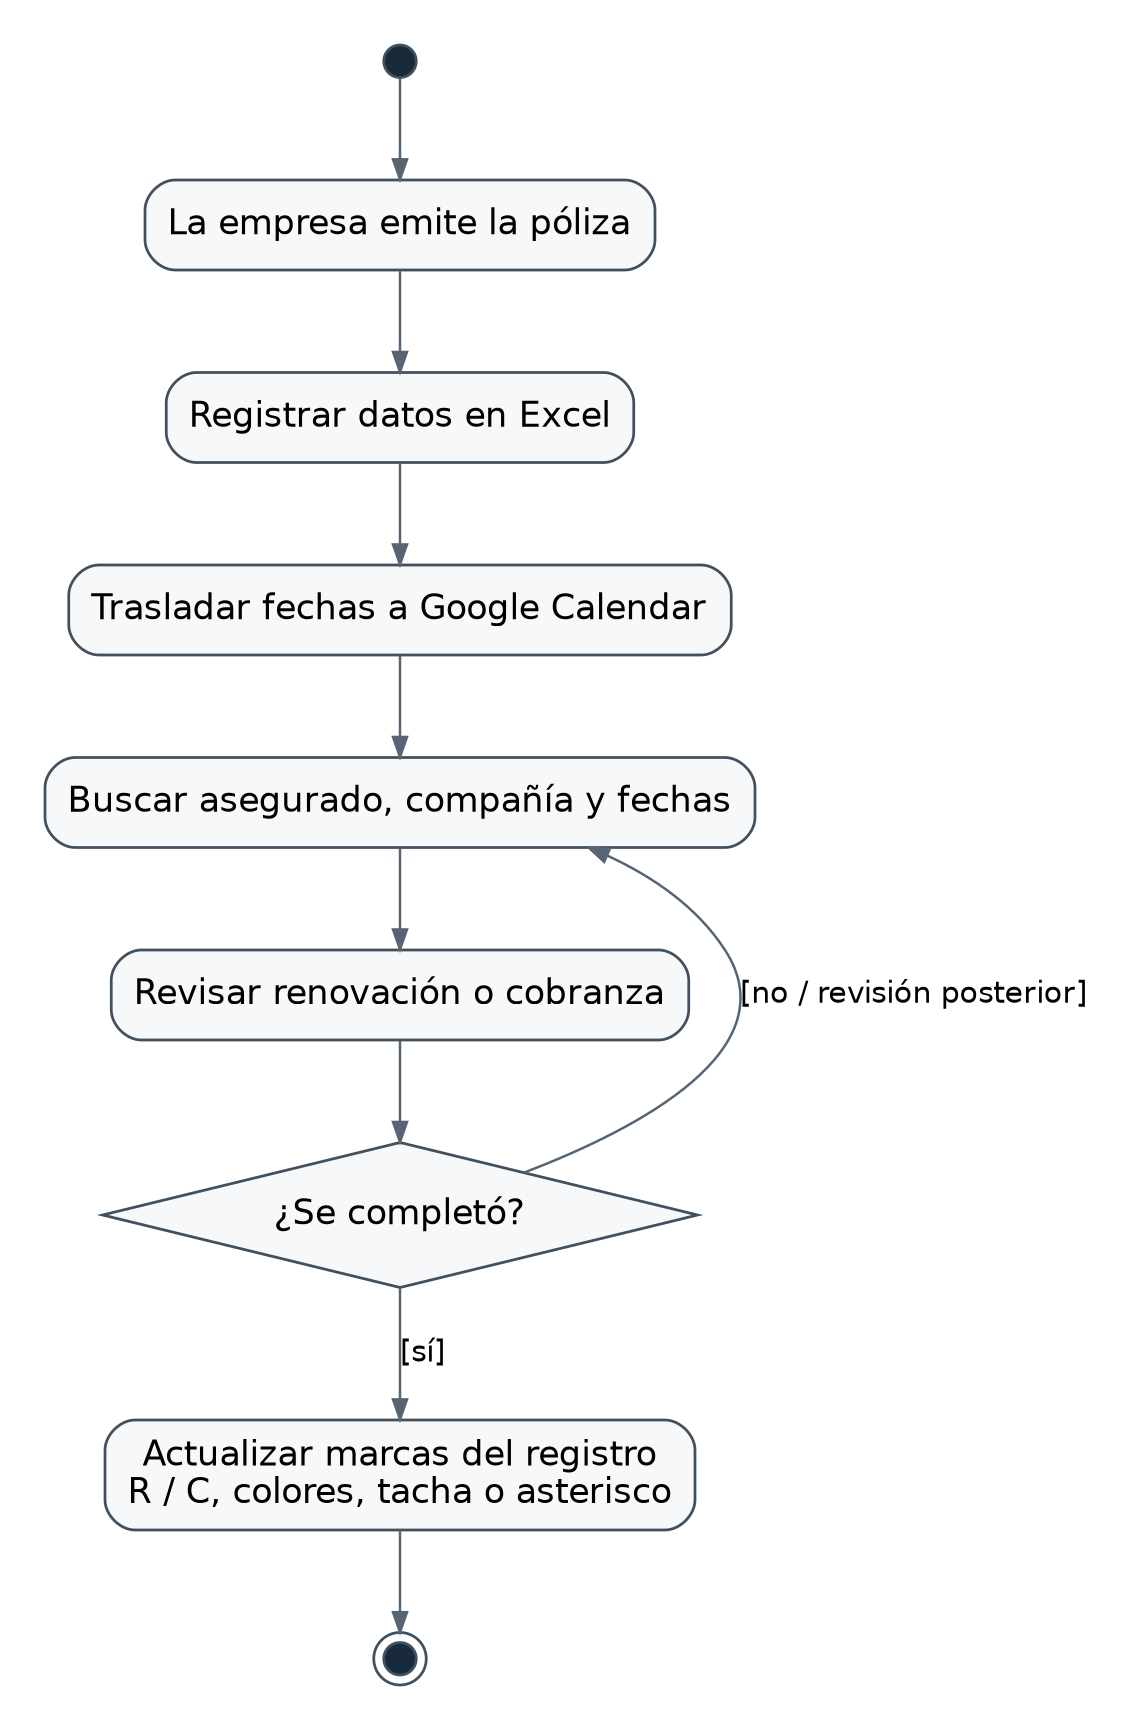 La empresa emite la póliza
Registrar datos en Excel
Trasladar fechas a Google Calendar
Buscar asegurado, compañía y fechas
Revisar renovación o cobranza
[no / revisión posterior]
¿Se completó?
[sí]
Actualizar marcas del registro
R / C, colores, tacha o asterisco